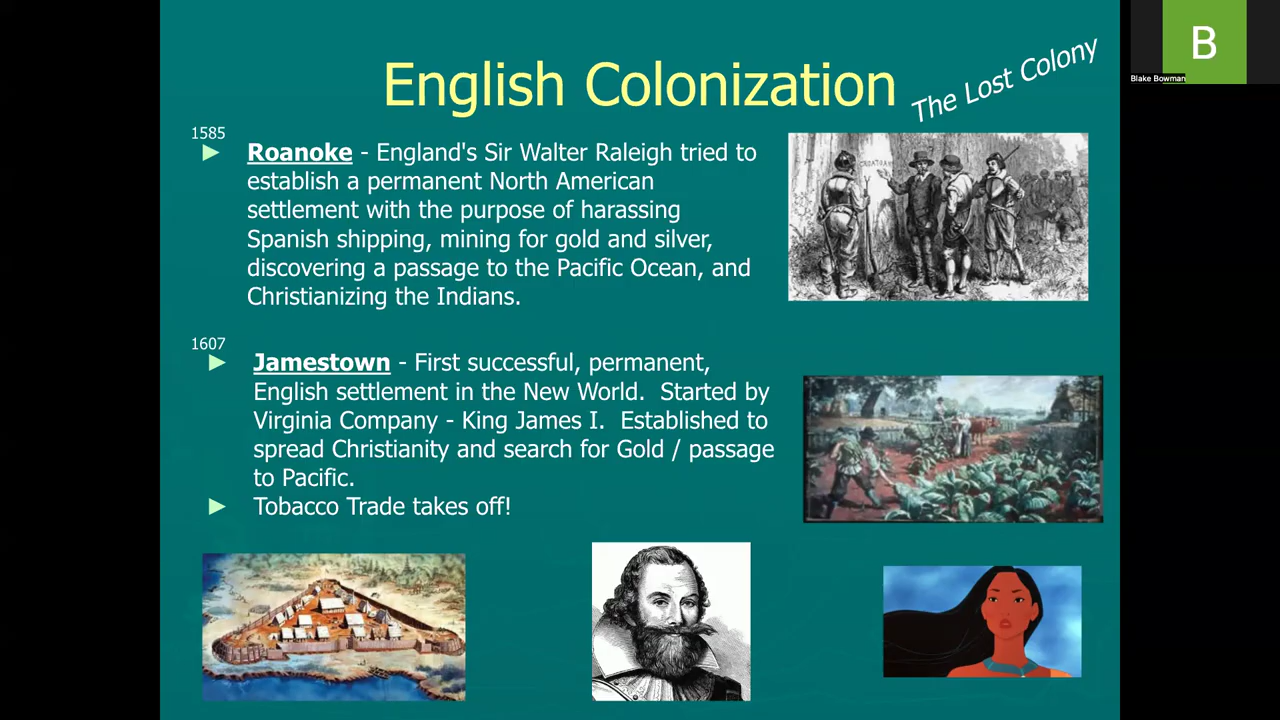 English Colonization
The Lost Colony
1585
► Roanoke - England's Sir Walter Raleigh tried to
establish a permanent North American
settlement with the purpose of harassing
Spanish shipping, mining for gold and silver,
discovering a passage to the Pacific Ocean, and
Christianizing the Indians.
CROATOAN
1607
► Jamestown - First successful, permanent,
English settlement in the New World.  Started by
Virginia Company - King James I.  Established to
spread Christianity and search for Gold / passage
to Pacific.
► Tobacco Trade takes off!
B
Blake Bowman